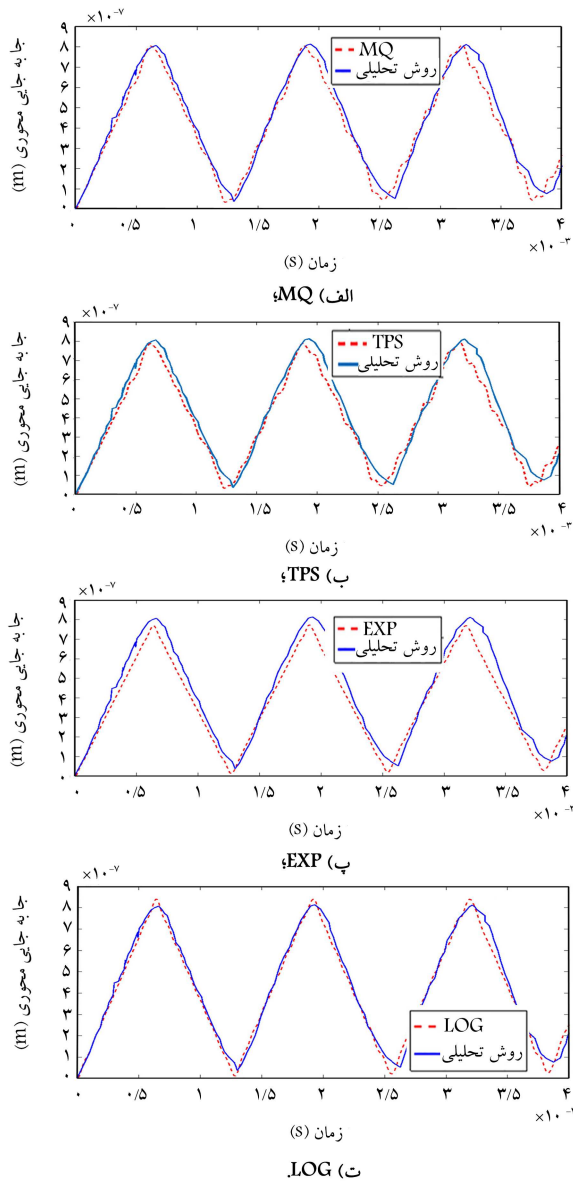 ×۱۰⁻⁷
جا به جایی محوری (m)
۹
۸
۷
۶
۵
۴
۳
۲
۱
۰
MQ
روش تحلیلی
۰ ۰/۵ ۱ ۱/۵ ۲ ۲/۵ ۳ ۳/۵ ۴
×۱۰⁻³
زمان (s)
الف) MQ؛
×۱۰⁻⁷
جا به جایی محوری (m)
۹
۸
۷
۶
۵
۴
۳
۲
۱
۰
TPS
روش تحلیلی
۰ ۰/۵ ۱ ۱/۵ ۲ ۲/۵ ۳ ۳/۵ ۴
×۱۰⁻³
زمان (s)
ب) TPS؛
×۱۰⁻⁷
جا به جایی محوری (m)
۹
۸
۷
۶
۵
۴
۳
۲
۱
۰
EXP
روش تحلیلی
۰ ۰/۵ ۱ ۱/۵ ۲ ۲/۵ ۳ ۳/۵ ۴
زمان (s)
پ) EXP؛
×۱۰⁻⁷
جا به جایی محوری (m)
۹
۸
۷
۶
۵
۴
۳
۲
۱
۰
LOG
روش تحلیلی
۰ ۰/۵ ۱ ۱/۵ ۲ ۲/۵ ۳ ۳/۵ ۴
زمان (s)
ت) LOG.